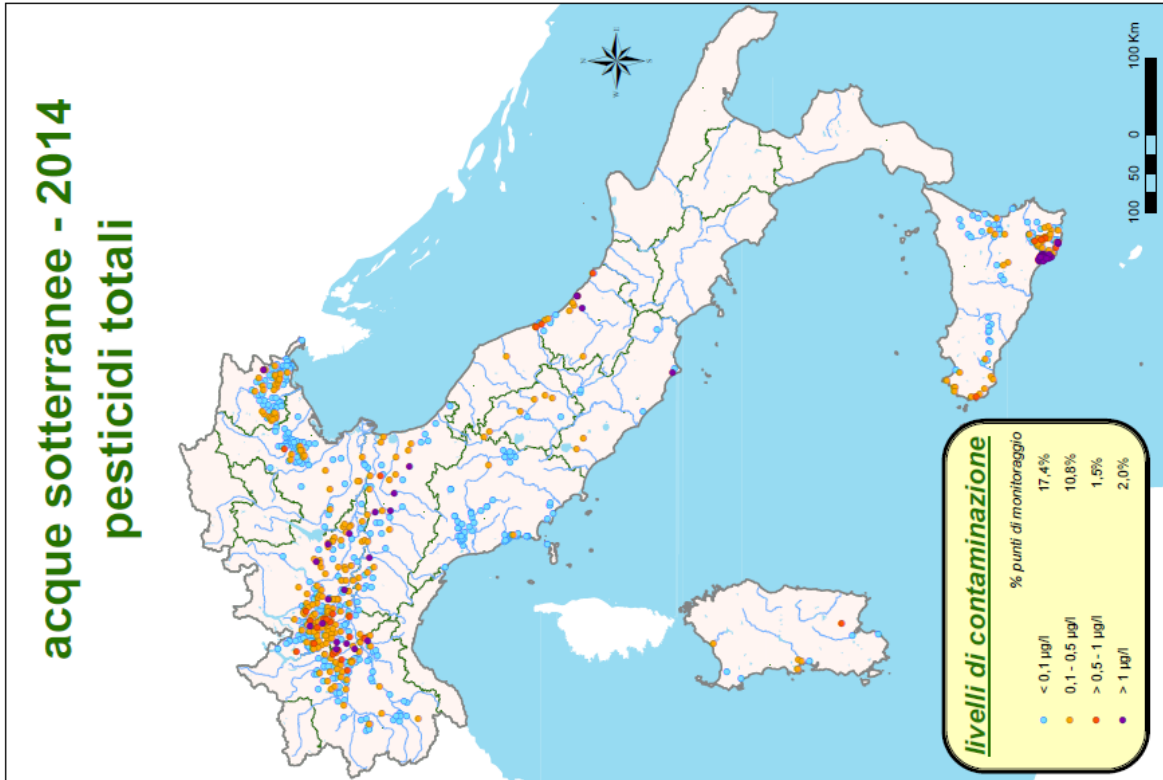 acque sotterranee - 2014
pesticidi totali
N
E
S
W
livelli di contaminazione
% punti di monitoraggio
< 0,1 µg/l 17,4%
0,1 - 0,5 µg/l 10,8%
> 0,5 - 1 µg/l 1,5%
> 1 µg/l 2,0%
100 50 0 100 Km